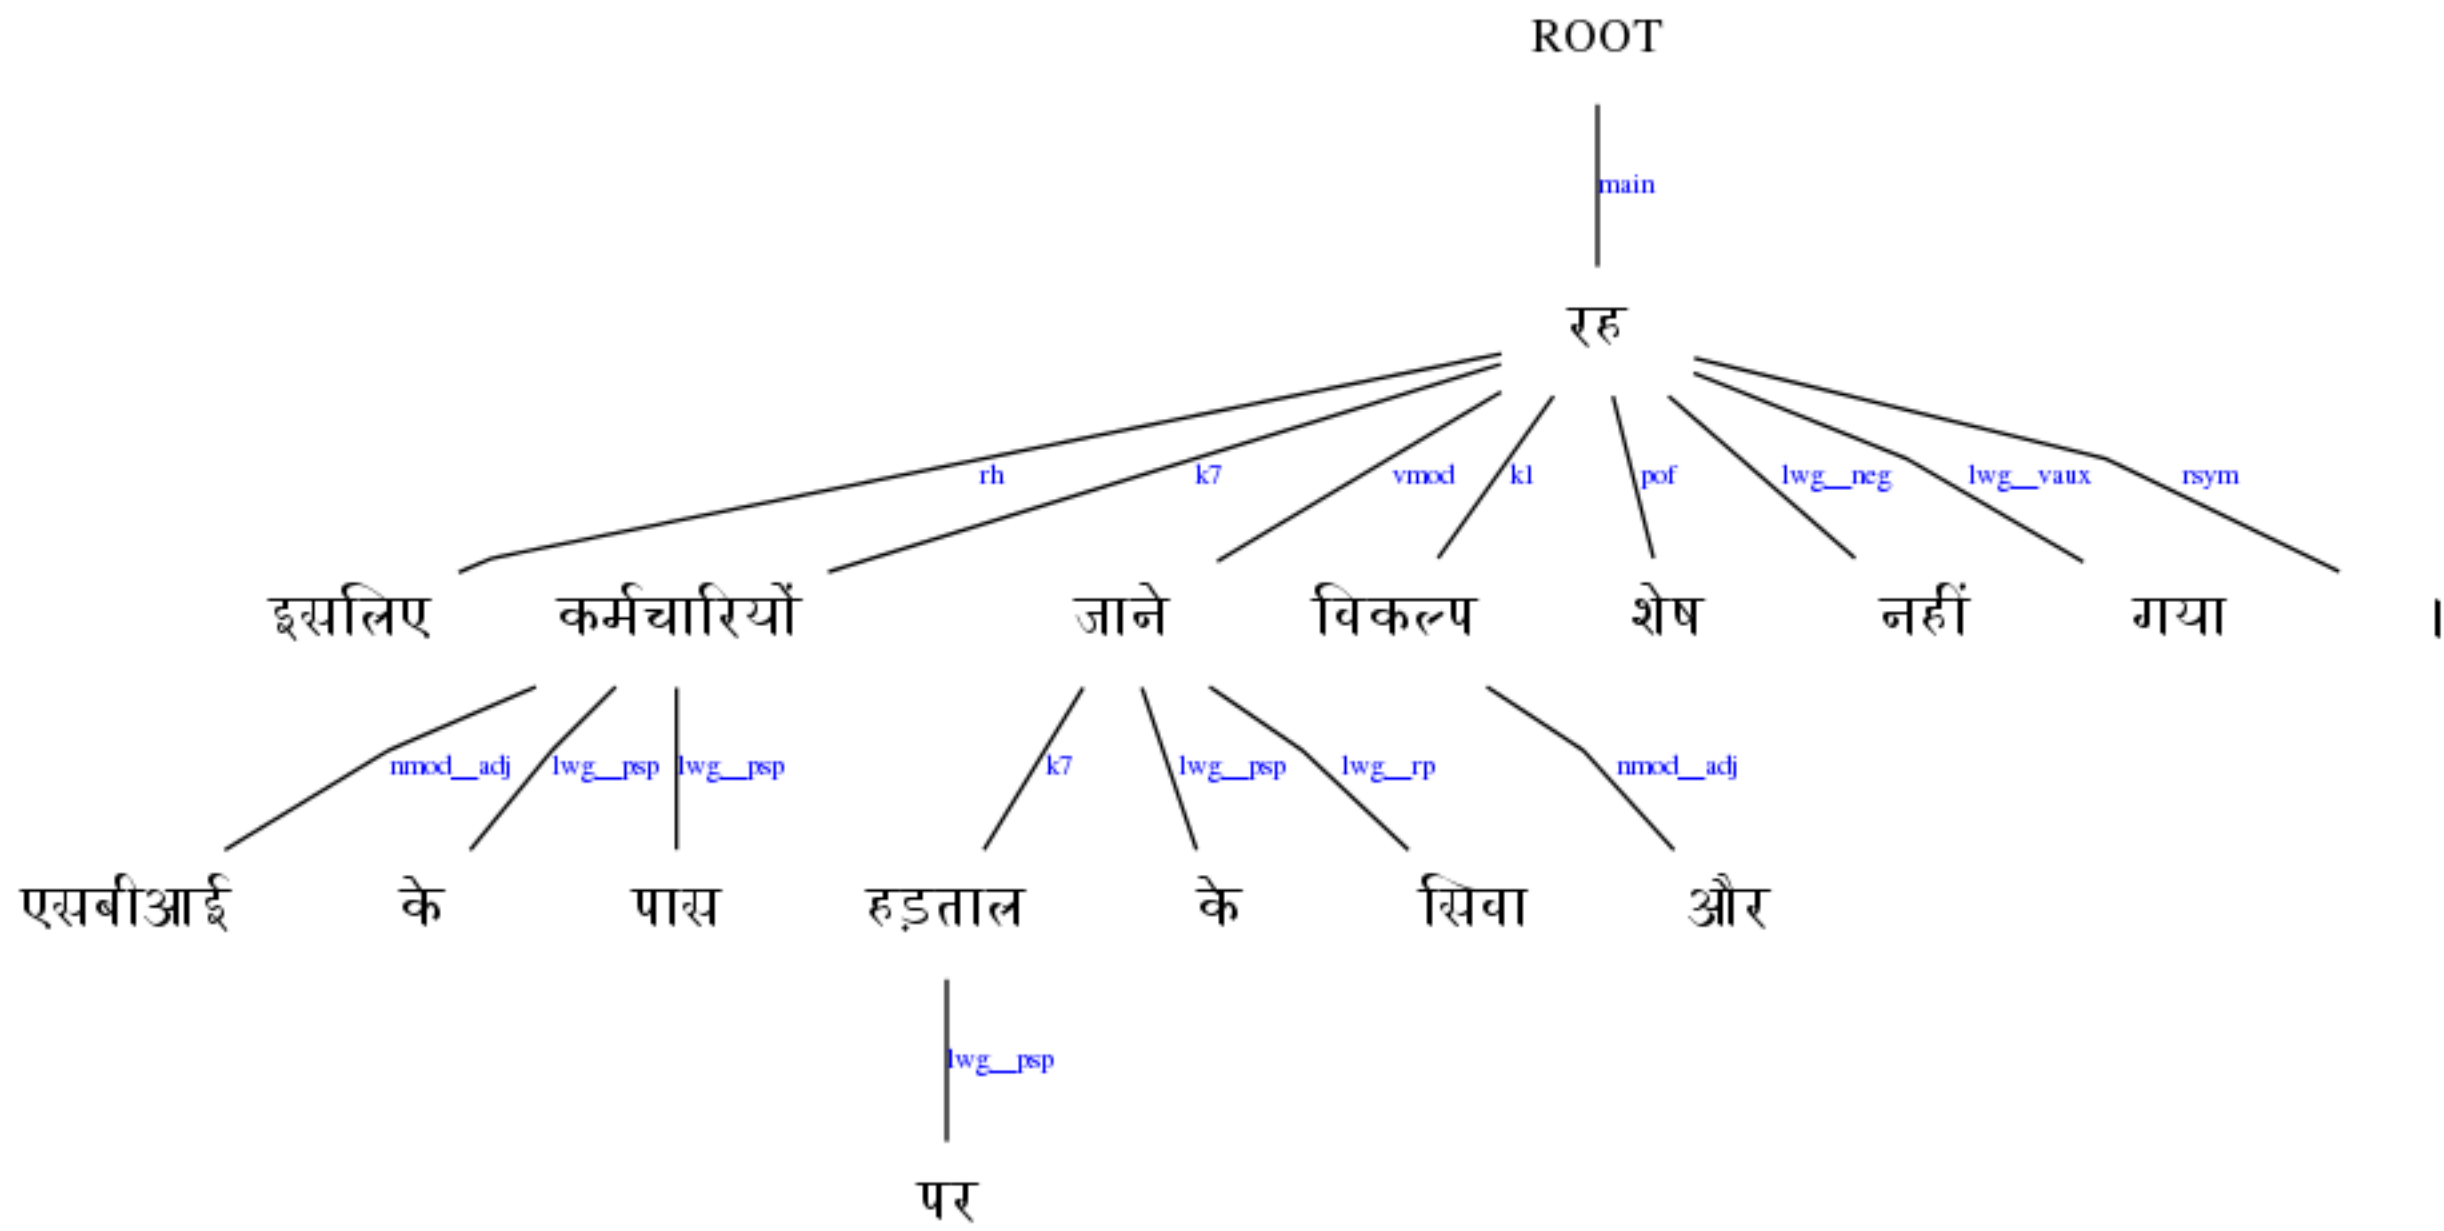 ROOT
main
रह
rh k7 vmod k1 pof lwg__neg lwg__vaux rsym
इसलिए कर्मचारियों जाने विकल्प शेष नहीं गया ।
nmod__adj lwg__psp lwg__psp k7 lwg__psp lwg__rp nmod__adj
एसबीआई के पास हड़ताल के सिवा और
lwg__psp
पर